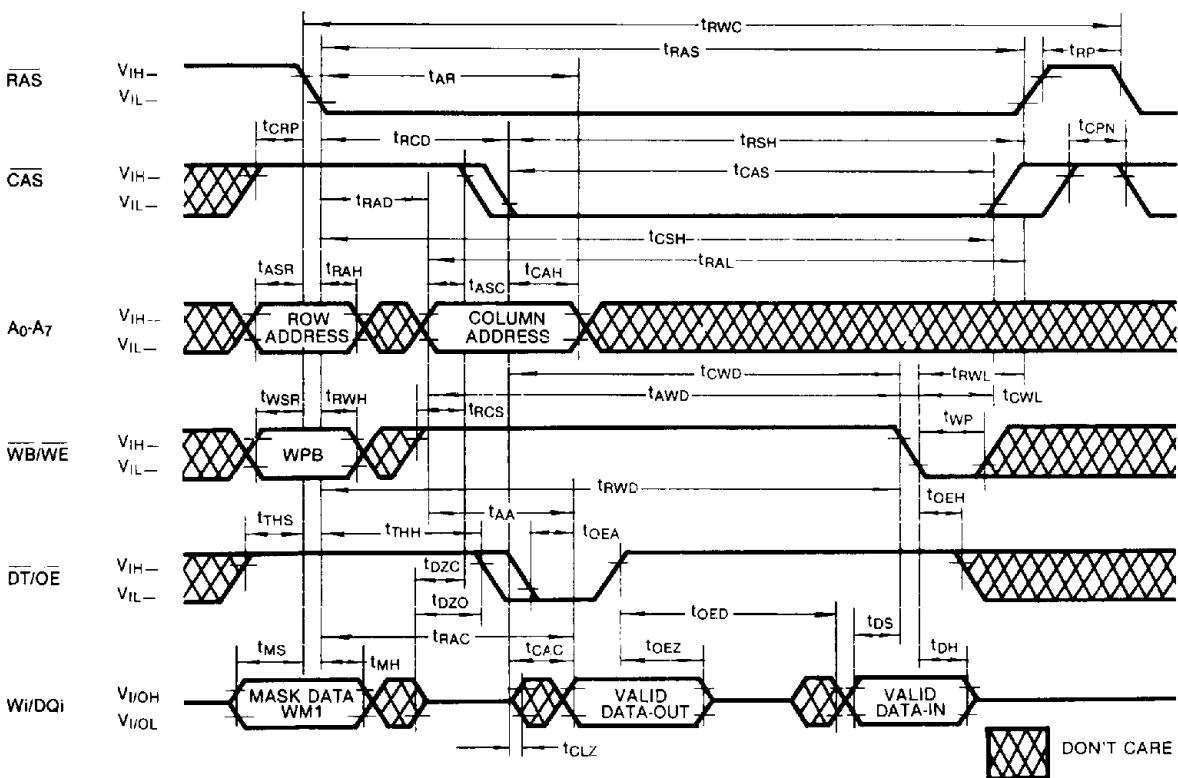 tRWC
tRAS
tRP
RAS
VIH—
VIL—
tAR
tCRP
tRCD
tRSH
tCPN
CAS
VIH—
VIL—
tCAS
tRAD
tCSH
tRAL
tASR
tRAH
tASC
tCAH
A0-A7
VIH—
VIL—
ROW
ADDRESS
COLUMN
ADDRESS
tCWD
tRWL
tAWD
tCWL
tWSR
tRWH
tRCS
tWP
WB/WE
VIH—
VIL—
WPB
tRWD
tOEH
tAA
tTHS
tTHH
tOEA
DT/OE
VIH—
VIL—
tDZC
tDZO
tOED
tRAC
tDS
tMS
tMH
tCAC
tOEZ
tDH
Wi/DQi
VI/OH
VI/OL
MASK DATA
WM1
VALID
DATA-OUT
VALID
DATA-IN
tCLZ
DON'T CARE